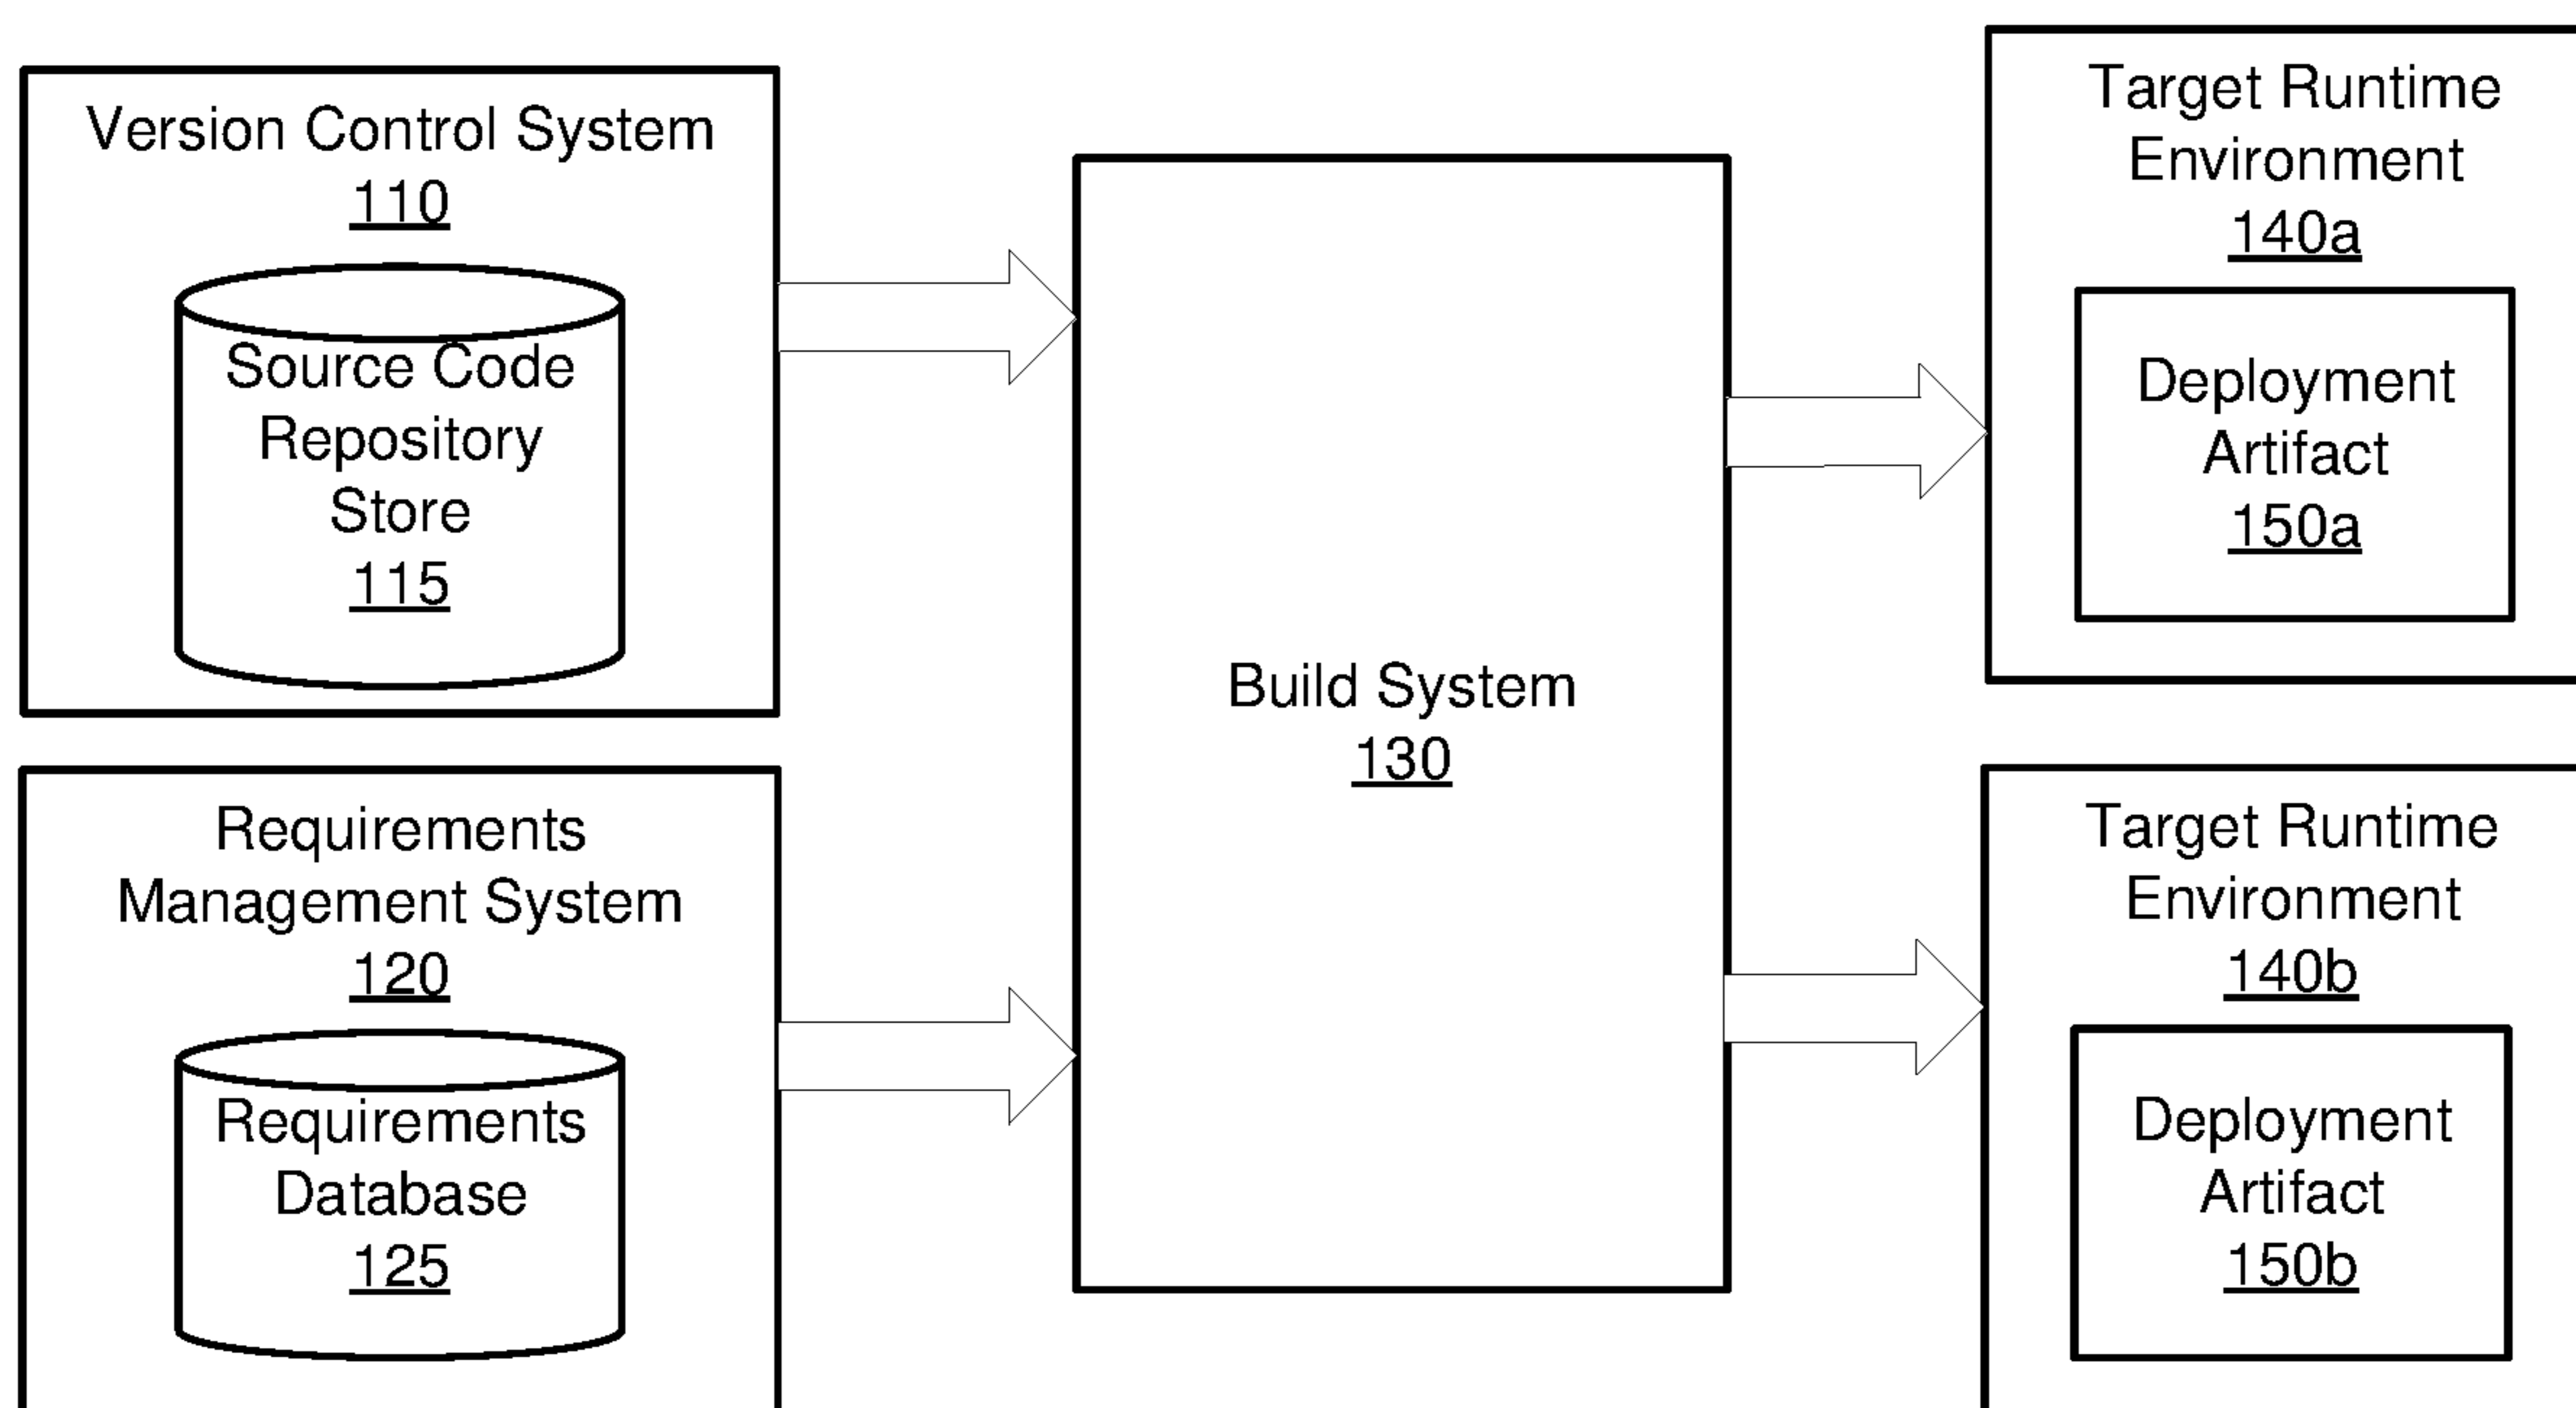 Version Control System
110
Source Code
Repository
Store
115
Requirements
Management System
120
Requirements
Database
125
Build System
130
Target Runtime
Environment
140a
Deployment
Artifact
150a
Target Runtime
Environment
140b
Deployment
Artifact
150b